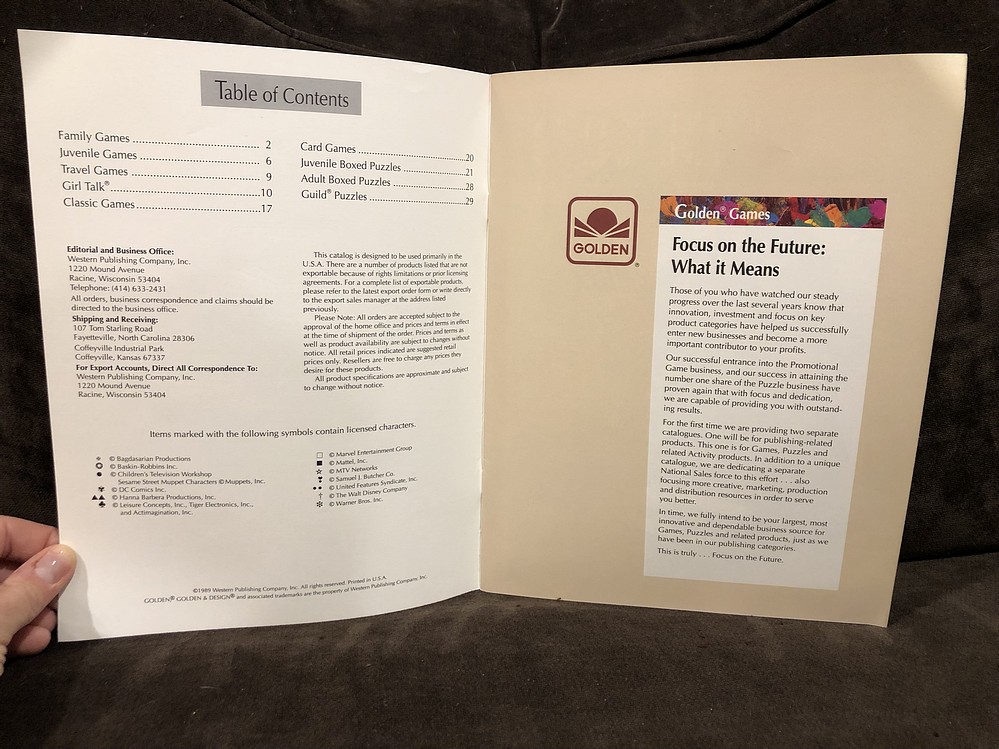 Table of Contents
Family Games ........................................ 2
Juvenile Games ........................................ 6
Travel Games ........................................ 9
Girl Talk® ........................................ 10
Classic Games ........................................ 17
Card Games ........................................ 20
Juvenile Boxed Puzzles ........................................ 21
Adult Boxed Puzzles ........................................ 28
Guild® Puzzles ........................................ 29
Editorial and Business Office:
Western Publishing Company, Inc.
1220 Mound Avenue
Racine, Wisconsin 53404
Telephone: (414) 633-2431
All orders, business correspondence and claims should be
directed to the business office.
Shipping and Receiving:
107 Tom Starling Road
Fayetteville, North Carolina 28306
Coffeyville Industrial Park
Coffeyville, Kansas 67337
For Export Accounts, Direct All Correspondence To:
Western Publishing Company, Inc.
1220 Mound Avenue
Racine, Wisconsin 53404
This catalog is designed to be used primarily in the
U.S.A. There are a number of products listed that are not
exportable because of rights limitations or prior licensing
agreements. For a complete list of exportable products,
please refer to the latest export order form or write directly
to the export sales manager at the address listed
previously.
Please Note: All orders are accepted subject to the
approval of the home office and prices and terms in effect
at the time of shipment of the order. Prices and terms as
well as product availability are subject to changes without
notice. All retail prices indicated are suggested retail
prices only. Resellers are free to charge any prices they
desire for these products.
All product specifications are approximate and subject
to change without notice.
Items marked with the following symbols contain licensed characters.
© Bagdasarian Productions
© Baskin-Robbins Inc.
© Children's Television Workshop
Sesame Street Muppet Characters © Muppets, Inc.
© DC Comics Inc.
© Hanna Barbera Productions, Inc.
© Leisure Concepts, Inc., Tiger Electronics, Inc.,
and Actimagination, Inc.
© Marvel Entertainment Group
© Mattel, Inc.
© MTV Networks
© Samuel J. Butcher Co.
© United Features Syndicate, Inc.
© The Walt Disney Company
© Warner Bros. Inc.
©1989 Western Publishing Company, Inc. All rights reserved. Printed in U.S.A.
GOLDEN® GOLDEN & DESIGN® and associated trademarks are the property of Western Publishing Company, Inc.
GOLDEN®
Golden® Games
Focus on the Future:
What it Means
Those of you who have watched our steady
progress over the last several years know that
innovation, investment and focus on key
product categories have helped us successfully
enter new businesses and become a more
important contributor to your profits.
Our successful entrance into the Promotional
Game business, and our success in attaining the
number one share of the Puzzle business have
proven again that with focus and dedication,
we are capable of providing you with outstand-
ing results.
For the first time we are providing two separate
catalogues. One will be for publishing-related
products. This one is for Games, Puzzles and
related Activity products. In addition to a unique
catalogue, we are dedicating a separate
National Sales force to this effort . . . also
focusing more creative, marketing, production
and distribution resources in order to serve
you better.
In time, we fully intend to be your largest, most
innovative and dependable business source for
Games, Puzzles and related products, just as we
have been in our publishing categories.
This is truly . . . Focus on the Future.